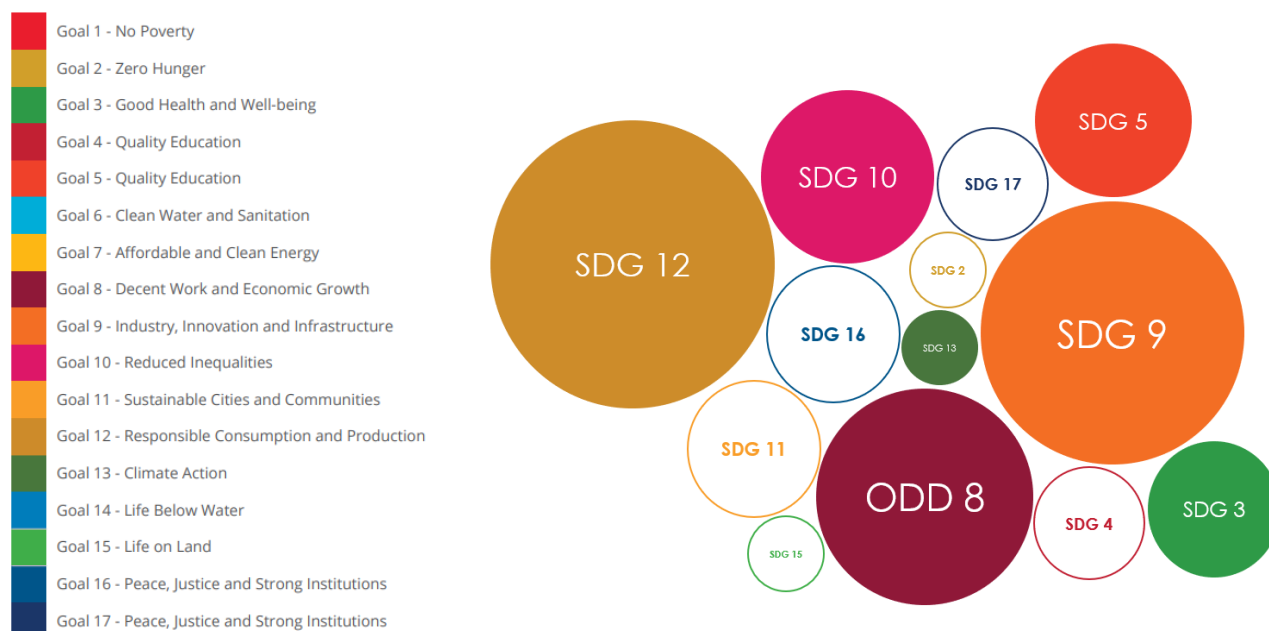 Goal 1 - No Poverty
Goal 2 - Zero Hunger
Goal 3 - Good Health and Well-being
Goal 4 - Quality Education
Goal 5 - Quality Education
Goal 6 - Clean Water and Sanitation
Goal 7 - Affordable and Clean Energy
Goal 8 - Decent Work and Economic Growth
Goal 9 - Industry, Innovation and Infrastructure
Goal 10 - Reduced Inequalities
Goal 11 - Sustainable Cities and Communities
Goal 12 - Responsible Consumption and Production
Goal 13 - Climate Action
Goal 14 - Life Below Water
Goal 15 - Life on Land
Goal 16 - Peace, Justice and Strong Institutions
Goal 17 - Peace, Justice and Strong Institutions
SDG 5
SDG 10
SDG 17
SDG 12
SDG 2
SDG 16
SDG 13
SDG 9
SDG 11
ODD 8
SDG 3
SDG 4
SDG 15